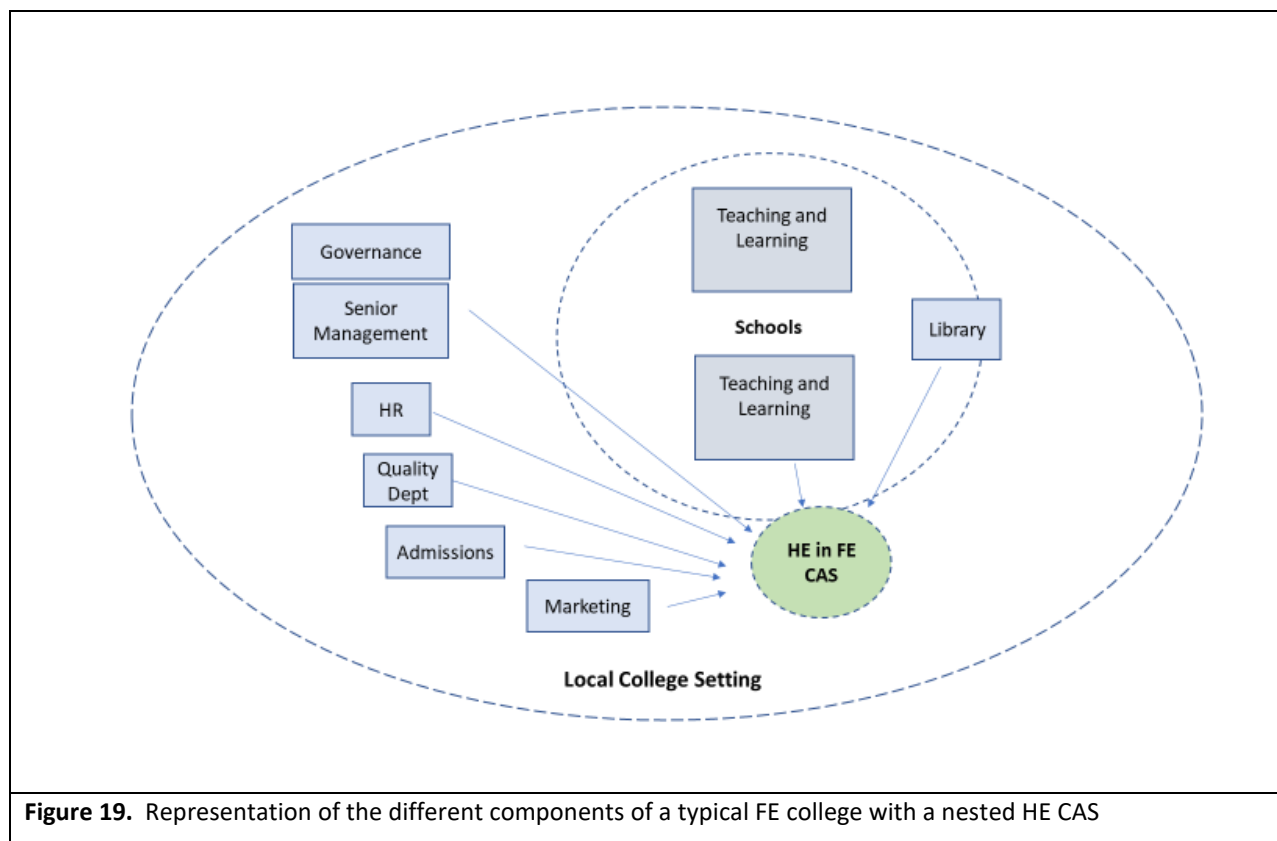 Governance
Senior
Management
HR
Quality
Dept
Admissions
Marketing
Teaching and
Learning
Schools
Library
Teaching and
Learning
HE in FE
CAS
Local College Setting
Figure 19. Representation of the different components of a typical FE college with a nested HE CAS